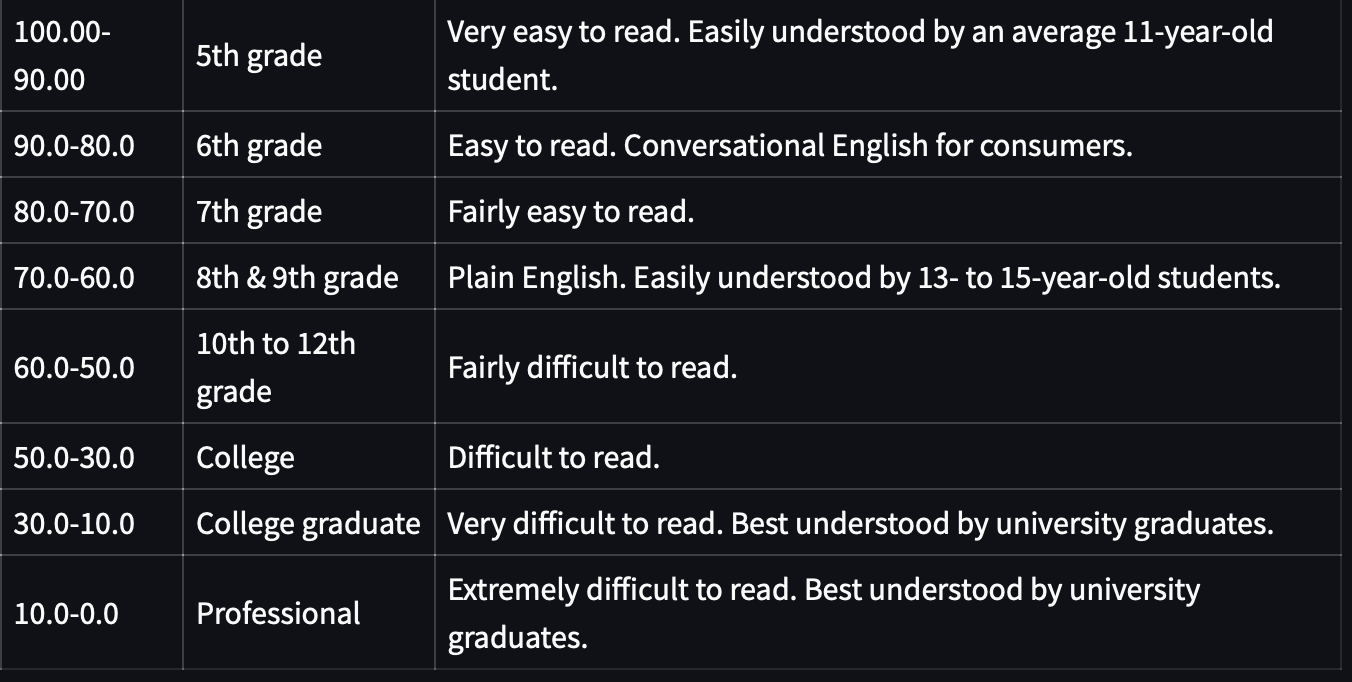 100.00-
90.00
5th grade
Very easy to read. Easily understood by an average 11-year-old
student.
90.0-80.0
6th grade
Easy to read. Conversational English for consumers.
80.0-70.0
7th grade
Fairly easy to read.
70.0-60.0
8th & 9th grade
Plain English. Easily understood by 13- to 15-year-old students.
60.0-50.0
10th to 12th
grade
Fairly difficult to read.
50.0-30.0
College
Difficult to read.
30.0-10.0
College graduate
Very difficult to read. Best understood by university graduates.
10.0-0.0
Professional
Extremely difficult to read. Best understood by university
graduates.